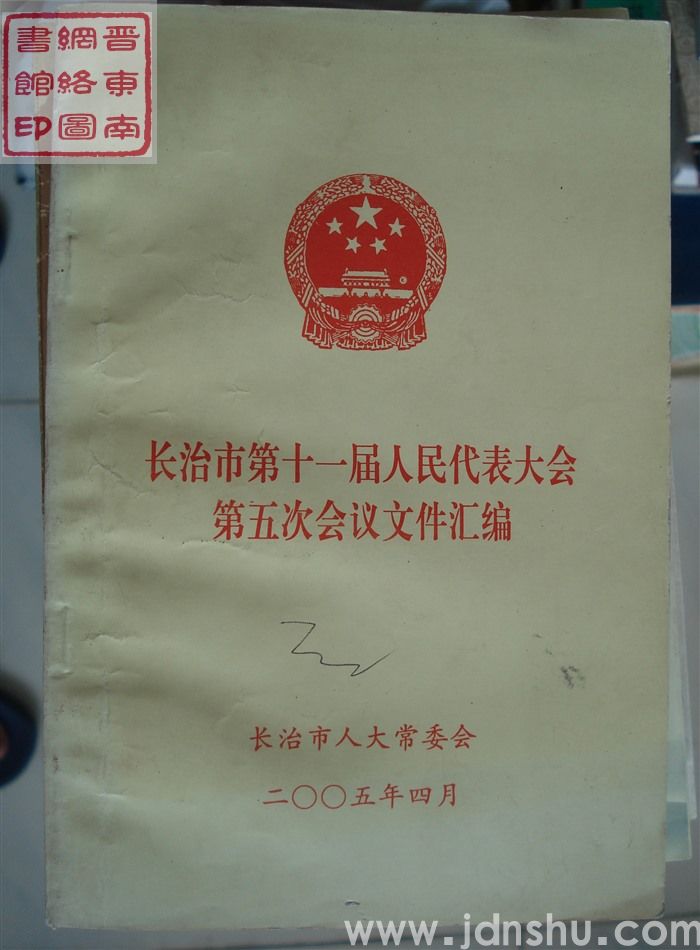 晋東南
網絡圖
書館印
长治市第十一届人民代表大会
第五次会议文件汇编
长治市人大常委会
二〇〇五年四月
www.jdnshu.com